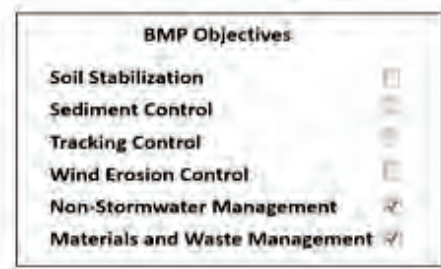 BMP Objectives
Soil Stabilization
Sediment Control
Tracking Control
Wind Erosion Control
Non-Stormwater Management
Materials and Waste Management